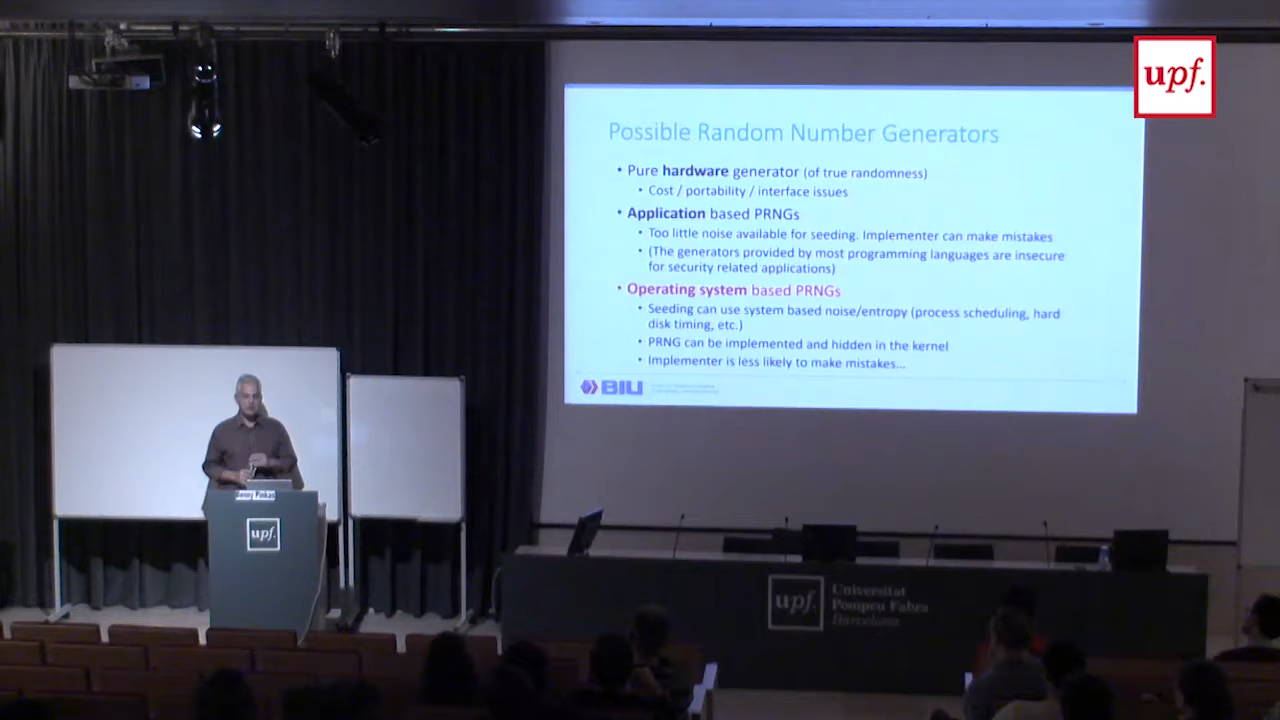 upf.
Possible Random Number Generators
• Pure hardware generator (of true randomness)
• Cost / portability / interface issues
• Application based PRNGs
• Too little noise available for seeding. Implementer can make mistakes
• (The generators provided by most programming languages are insecure
for security related applications)
• Operating system based PRNGs
• Seeding can use system based noise/entropy (process scheduling, hard
disk timing, etc.)
• PRNG can be implemented and hidden in the kernel
• Implementer is less likely to make mistakes...
BIU
Benny Pinkas
upf.
upf.
Universitat
Pompeu Fabra
Barcelona